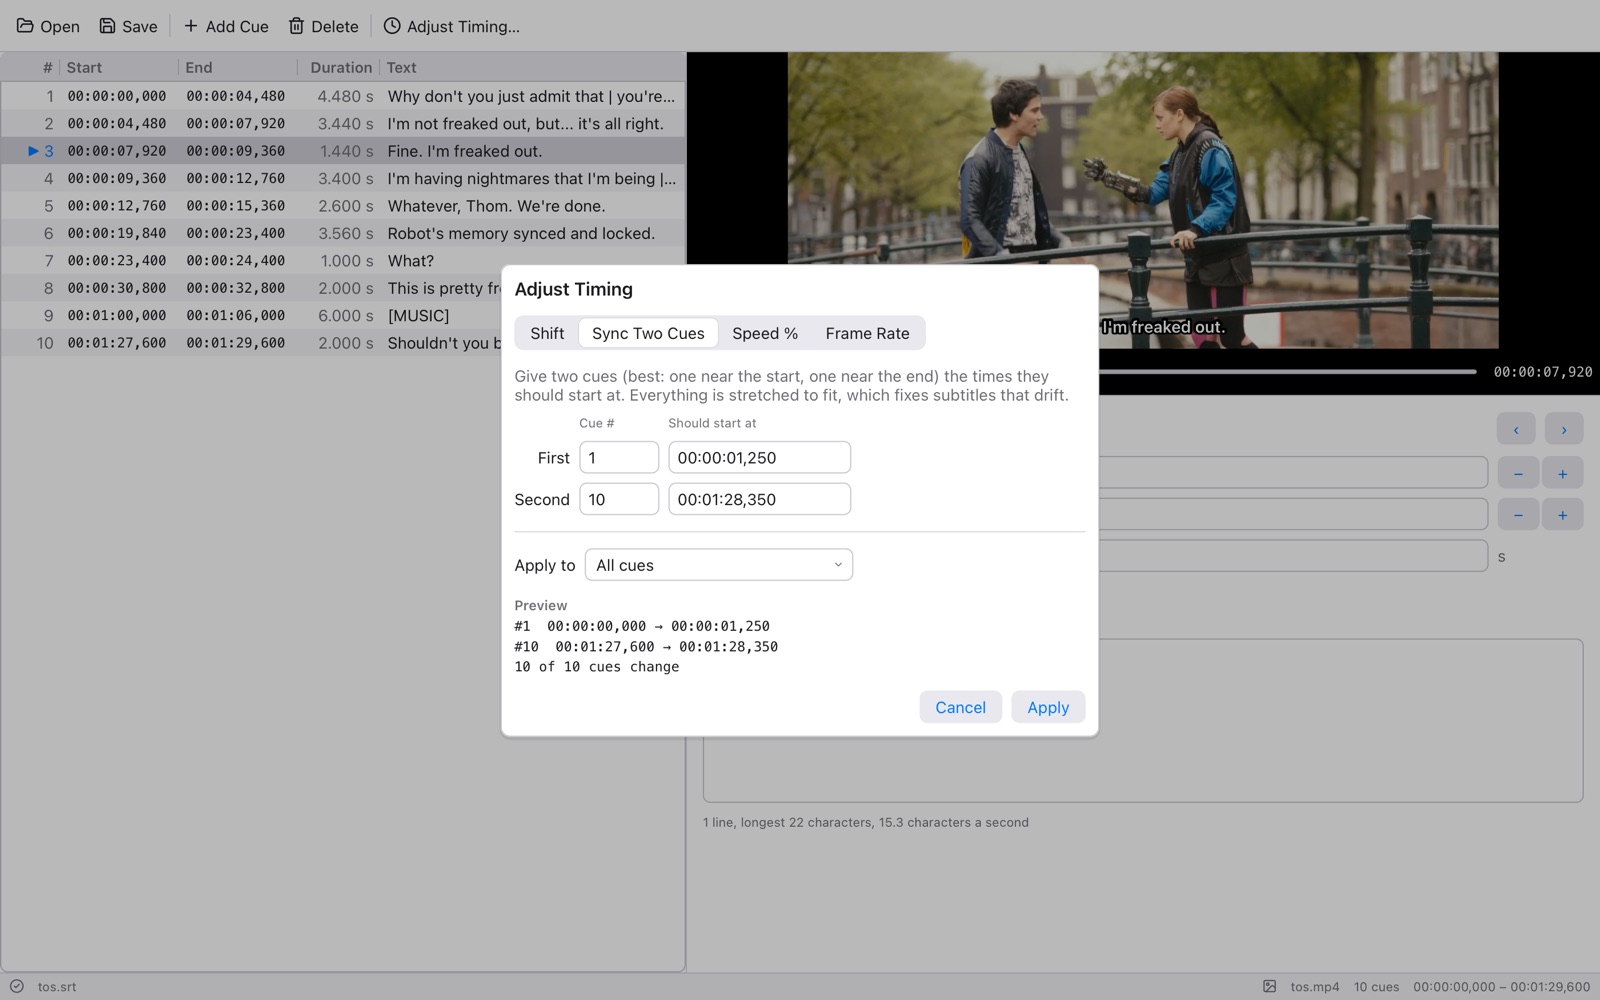 Open Save Add Cue Delete Adjust Timing...
# Start End Duration Text
1 00:00:00,000 00:00:04,480 4.480 s Why don't you just admit that | you're...
2 00:00:04,480 00:00:07,920 3.440 s I'm not freaked out, but... it's all right.
3 00:00:07,920 00:00:09,360 1.440 s Fine. I'm freaked out.
4 00:00:09,360 00:00:12,760 3.400 s I'm having nightmares that I'm being |...
5 00:00:12,760 00:00:15,360 2.600 s Whatever, Thom. We're done.
6 00:00:19,840 00:00:23,400 3.560 s Robot's memory synced and locked.
7 00:00:23,400 00:00:24,400 1.000 s What?
8 00:00:30,800 00:00:32,800 2.000 s This is pretty
9 00:01:00,000 00:01:06,000 6.000 s [MUSIC]
10 00:01:27,600 00:01:29,600 2.000 s Shouldn't you
I'm freaked out.
00:00:07,920
Adjust Timing
Shift Sync Two Cues Speed % Frame Rate
Give two cues (best: one near the start, one near the end) the times they
should start at. Everything is stretched to fit, which fixes subtitles that drift.
Cue # Should start at
First 1 00:00:01,250
Second 10 00:01:28,350
Apply to All cues
Preview
#1 00:00:00,000 → 00:00:01,250
#10 00:01:27,600 → 00:01:28,350
10 of 10 cues change
Cancel Apply
‹ ›
− +
− +
s
1 line, longest 22 characters, 15.3 characters a second
tos.srt tos.mp4 10 cues 00:00:00,000 – 00:01:29,600